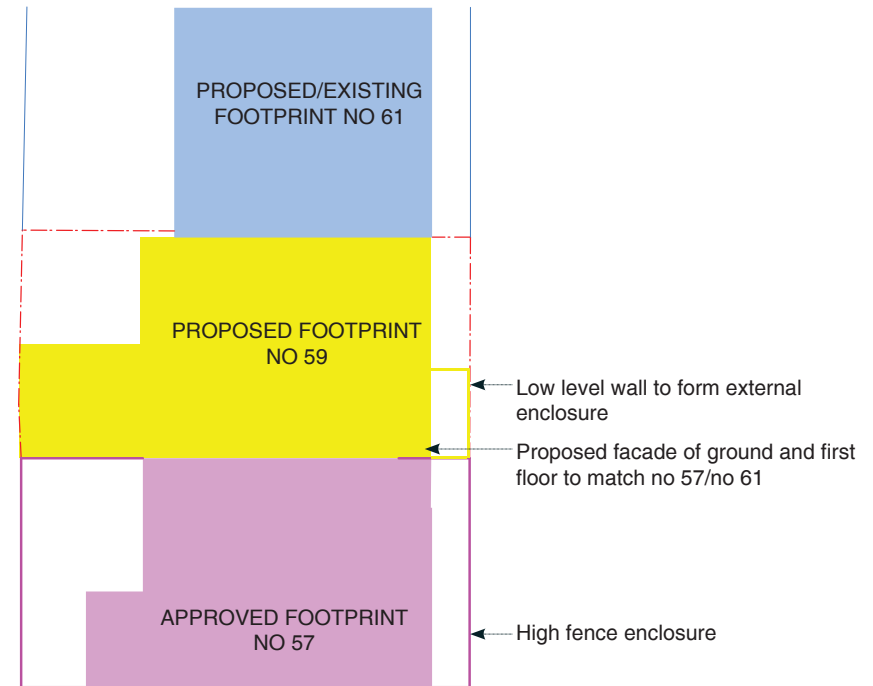 PROPOSED/EXISTING
FOOTPRINT NO 61
PROPOSED FOOTPRINT
NO 59
Low level wall to form external
enclosure
Proposed facade of ground and first
floor to match no 57/no 61
APPROVED FOOTPRINT
NO 57
High fence enclosure